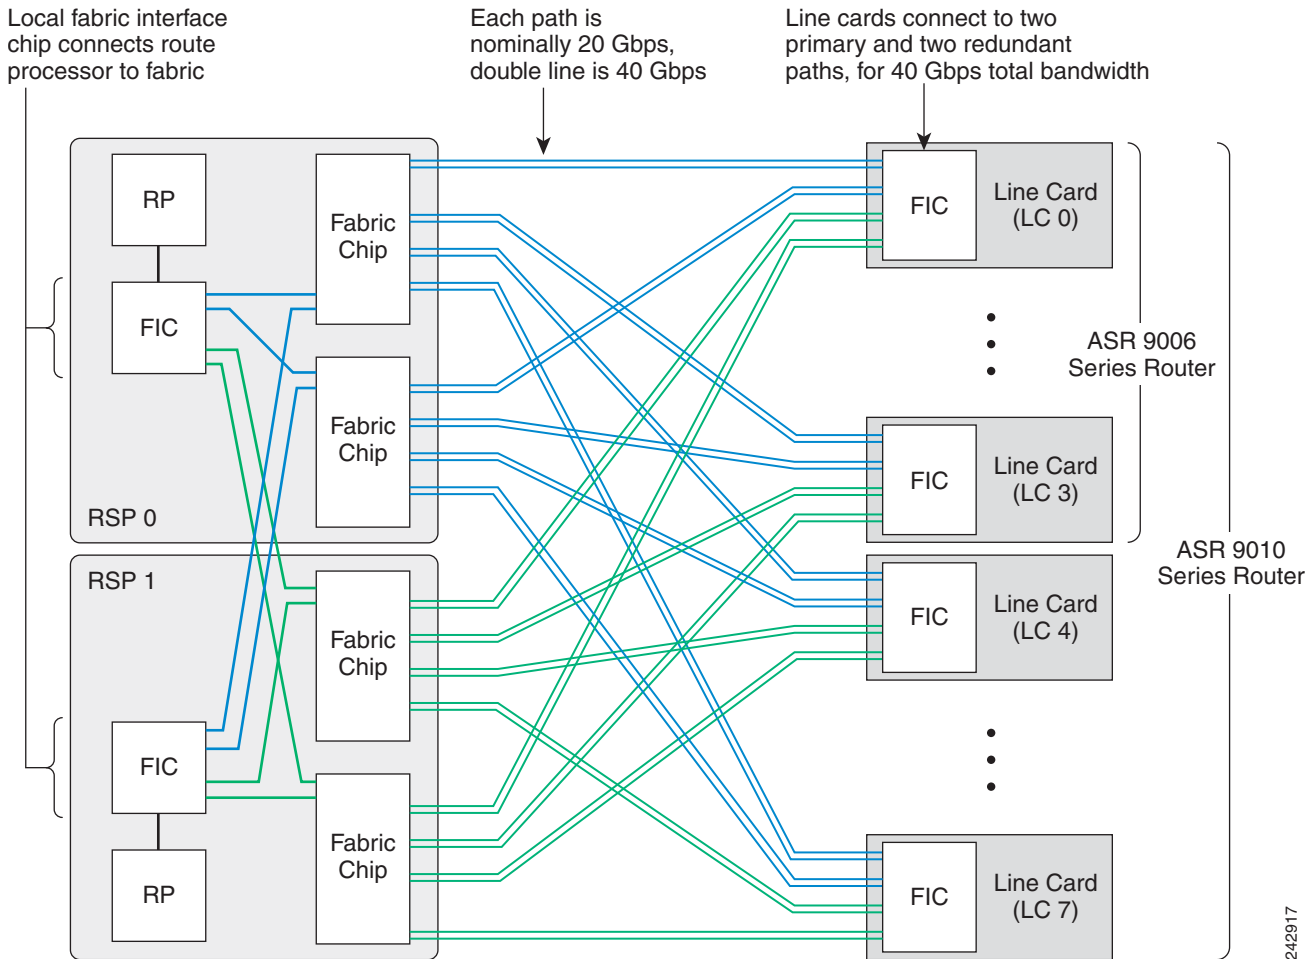 Local fabric interface
chip connects route
processor to fabric
Each path is
nominally 20 Gbps,
double line is 40 Gbps
Line cards connect to two
primary and two redundant
paths, for 40 Gbps total bandwidth
RP
FIC
Fabric
Chip
Fabric
Chip
RSP 0
RSP 1
Fabric
Chip
FIC
RP
Fabric
Chip
FIC
Line Card
(LC 0)
FIC
Line Card
(LC 3)
FIC
Line Card
(LC 4)
FIC
Line Card
(LC 7)
ASR 9006
Series Router
ASR 9010
Series Router
242917